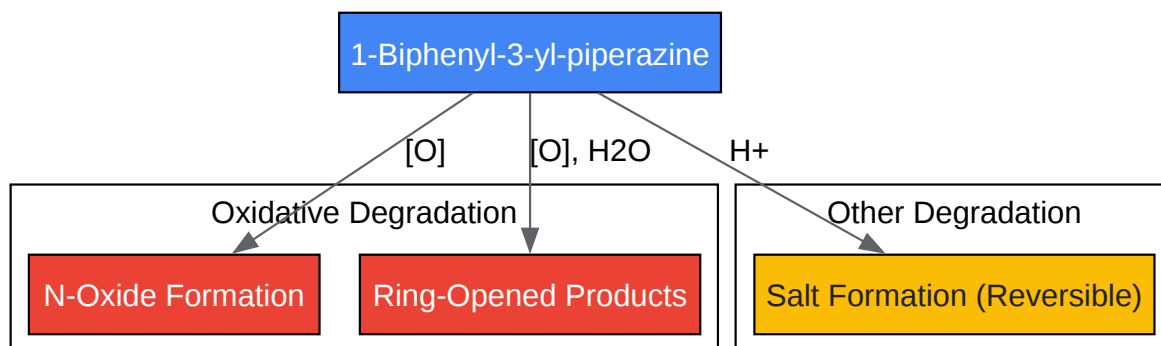 1-Biphenyl-3-yl-piperazine
[O]
[O], H2O
H+
Oxidative Degradation
Other Degradation
N-Oxide Formation
Ring-Opened Products
Salt Formation (Reversible)